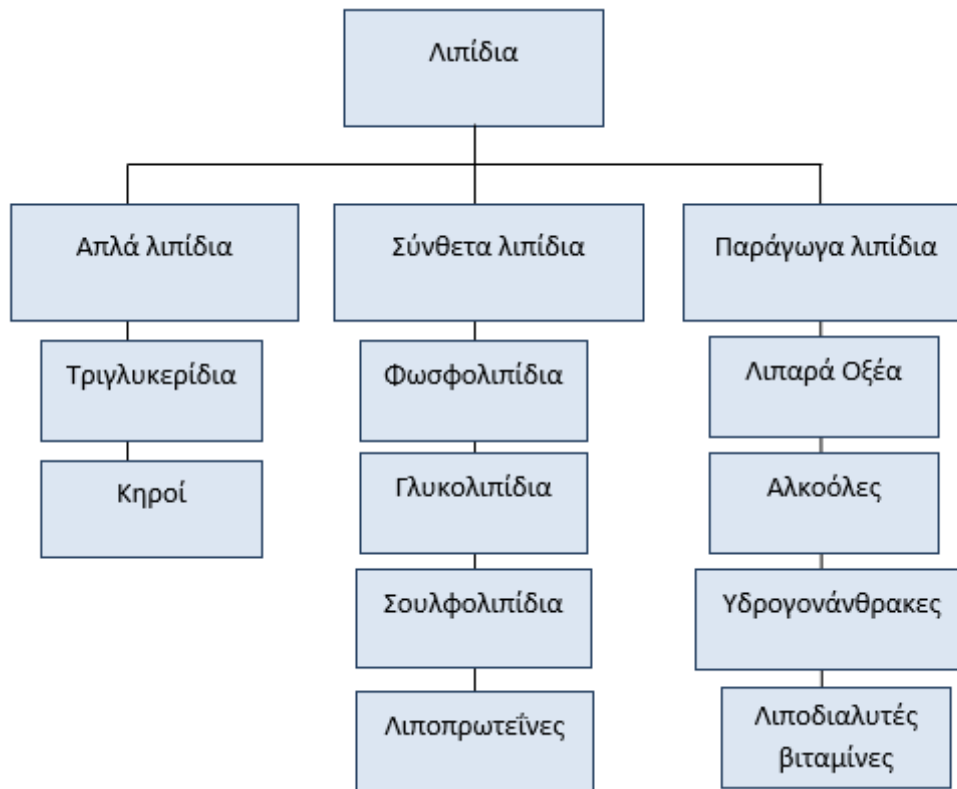 Λιπίδια
Απλά λιπίδια
Σύνθετα λιπίδια
Παράγωγα λιπίδια
Τριγλυκερίδια
Κηροί
Φωσφολιπίδια
Γλυκολιπίδια
Σουλφολιπίδια
Λιποπρωτεΐνες
Λιπαρά Οξέα
Αλκοόλες
Υδρογονάνθρακες
Λιποδιαλυτές
βιταμίνες